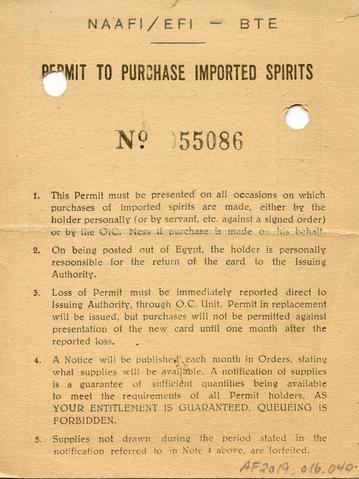 NAAFI/EFI — BTE
PERMIT TO PURCHASE IMPORTED SPIRITS
Nº 55086
1. This Permit must be presented on all occasions on which
purchases of imported spirits are made, either by the
holder personally (or by servant, etc. against a signed order)
or by the O.C. Mess if purchase is made on his behalf.
2. On being posted out of Egypt, the holder is personally
responsible for the return of the card to the Issuing
Authority.
3. Loss of Permit must be immediately reported direct to
Issuing Authority, through O.C. Unit. Permit in replacement
will be issued, but purchases will not be permitted against
presentation of the new card until one month after the
reported loss.
4. A Notice will be published each month in Orders, stating
what supplies will be available. A notification of supplies
is a guarantee of sufficient quantities being available
to meet the requirements of all Permit holders. AS
YOUR ENTITLEMENT IS GUARANTEED, QUEUEING IS
FORBIDDEN.
5. Supplies not drawn during the period stated in the
notification referred to in Note 4 above, are forfeited.
AF2019.016.040